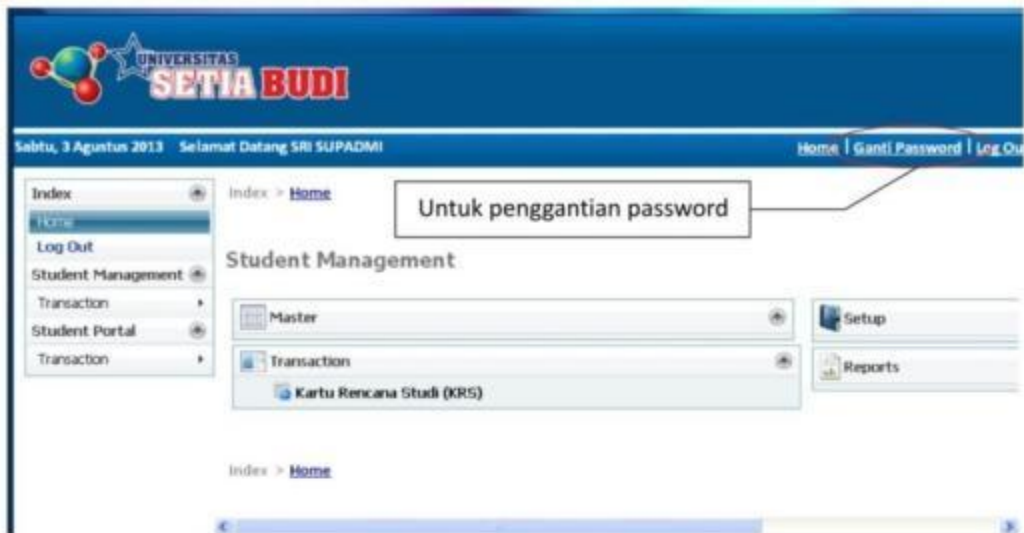 UNIVERSITAS
SETIA BUDI
Sabtu, 3 Agustus 2013 Selamat Datang SRI SUPADMI
Home | Ganti Password | Log Ou
Index
Home
Log Out
Student Management
Transaction
Student Portal
Transaction
Index > Home
Untuk penggantian password
Student Management
Master
Transaction
Kartu Rencana Studi (KRS)
Setup
Reports
Index > Home